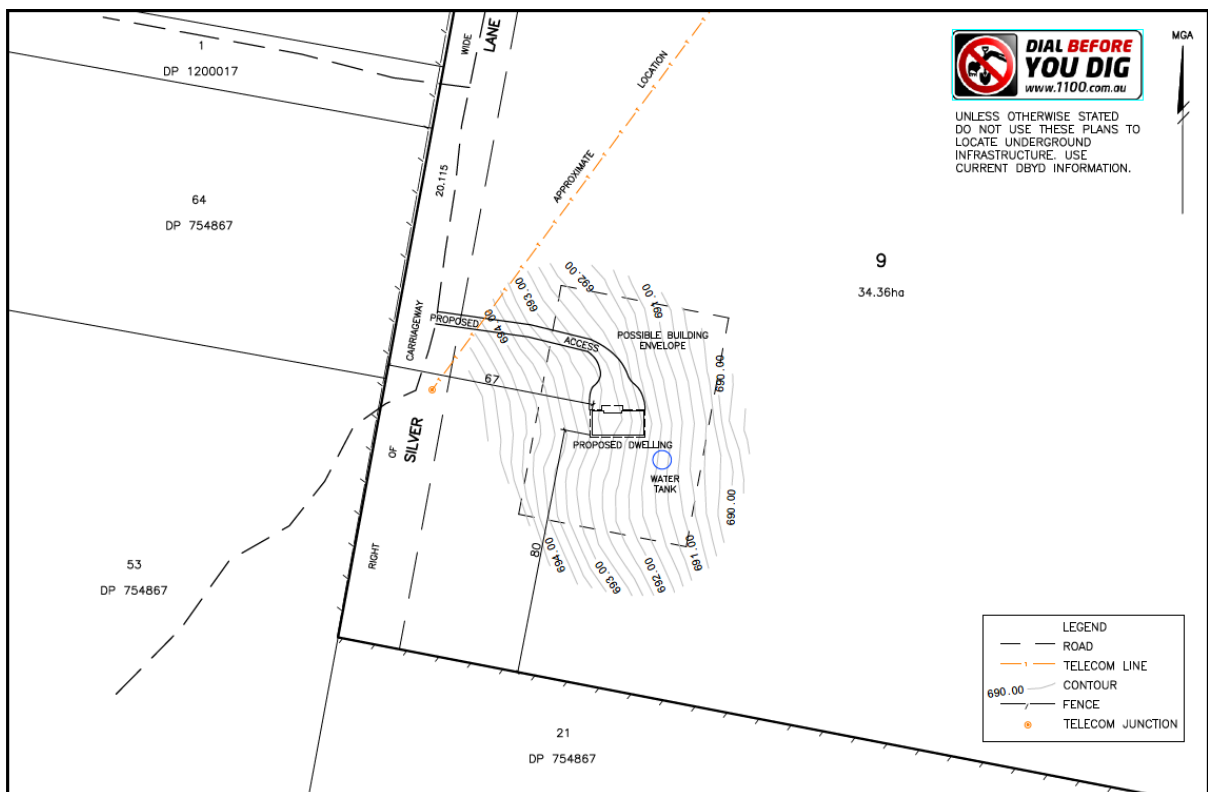 1
DP 1200017
WIDE
LANE
LOCATION
DIAL BEFORE
YOU DIG
www.1100.com.au
MGA
UNLESS OTHERWISE STATED
DO NOT USE THESE PLANS TO
LOCATE UNDERGROUND
INFRASTRUCTURE. USE
CURRENT DBYD INFORMATION.
20.115
APPROXIMATE
64
DP 754867
9
34.36ha
692.00
693.00
691.00
694.00
CARRIAGEWAY
PROPOSED
ACCESS
POSSIBLE BUILDING
ENVELOPE
690.00
67
OF
SILVER
PROPOSED DWELLING
WATER
TANK
690.00
RIGHT
80
694.00
693.00
692.00
691.00
53
DP 754867
21
DP 754867
LEGEND
ROAD
TELECOM LINE
690.00 CONTOUR
FENCE
TELECOM JUNCTION